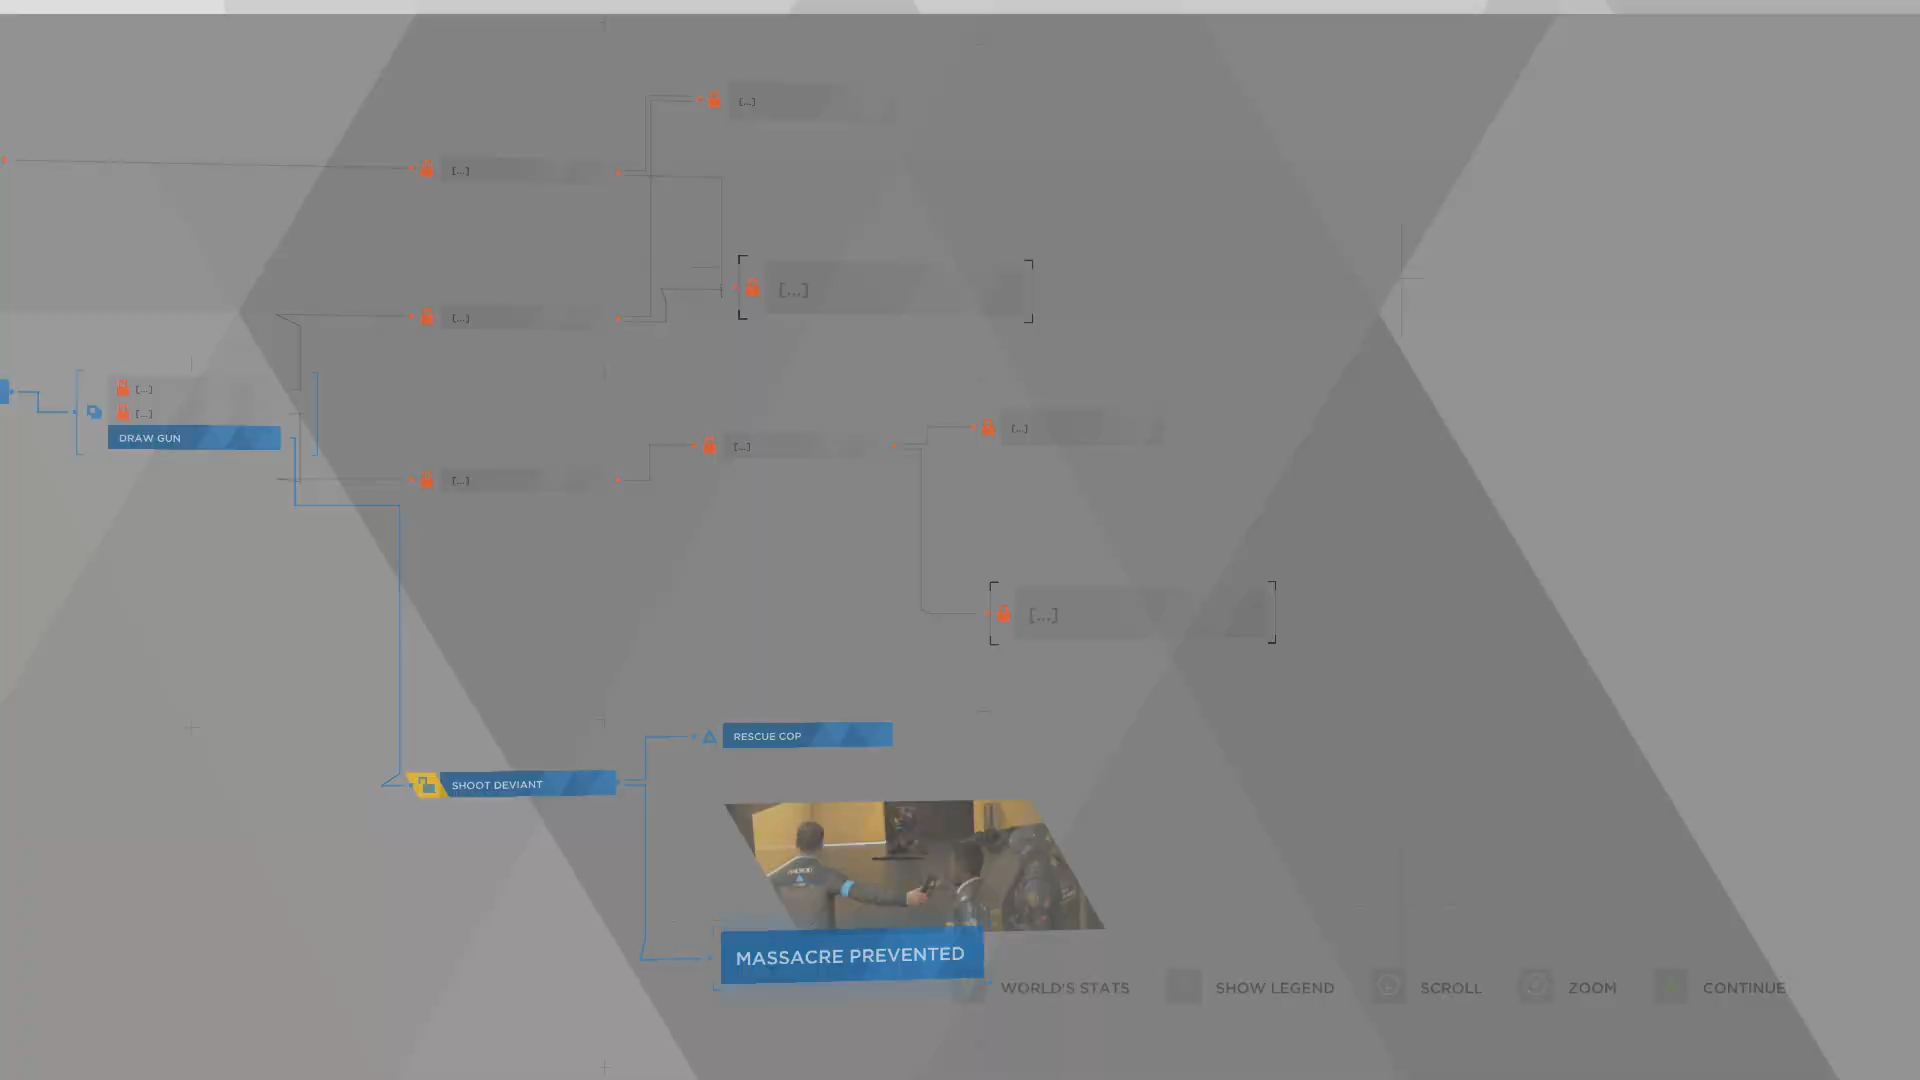 [...]
[...]
[...]
[...]
[...]
[...]
DRAW GUN
[...]
[...]
[...]
[...]
RESCUE COP
SHOOT DEVIANT
MASSACRE PREVENTED
WORLD'S STATS
SHOW LEGEND
SCROLL
ZOOM
CONTINUE